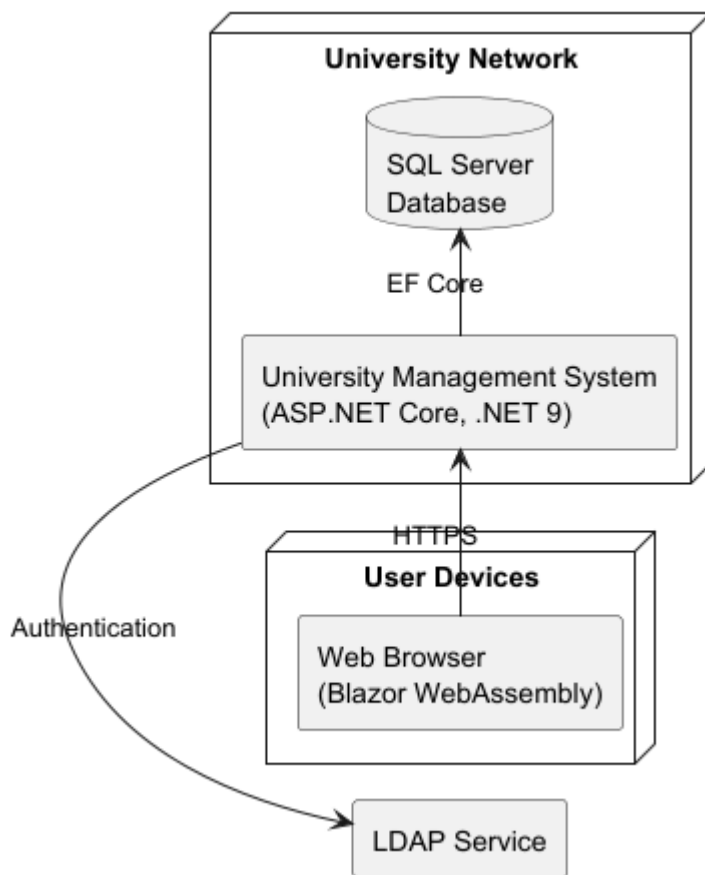 University Network
SQL Server
Database
EF Core
University Management System
(ASP.NET Core, .NET 9)
HTTPS
User Devices
Authentication
Web Browser
(Blazor WebAssembly)
LDAP Service